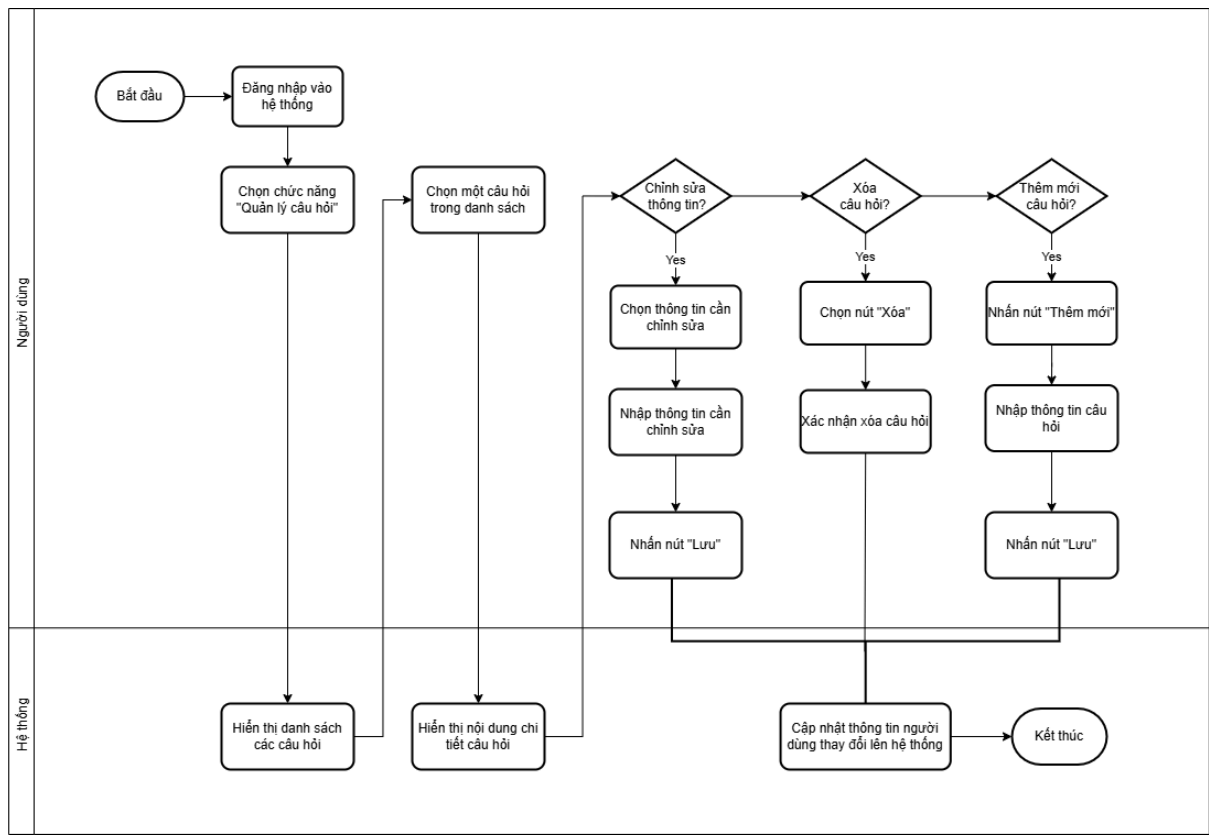 Người dùng
Bắt đầu
Đăng nhập vào
hệ thống
Chọn chức năng
"Quản lý câu hỏi"
Chọn một câu hỏi
trong danh sách
Chỉnh sửa
thông tin?
Xóa
câu hỏi?
Thêm mới
câu hỏi?
Yes
Yes
Yes
Chọn thông tin cần
chỉnh sửa
Chọn nút "Xóa"
Nhấn nút "Thêm mới"
Nhập thông tin cần
chỉnh sửa
Xác nhận xóa câu hỏi
Nhập thông tin câu
hỏi
Nhấn nút "Lưu"
Nhấn nút "Lưu"
Hệ thống
Hiển thị danh sách
các câu hỏi
Hiển thị nội dung chi
tiết câu hỏi
Cập nhật thông tin người
dùng thay đổi lên hệ thống
Kết thúc